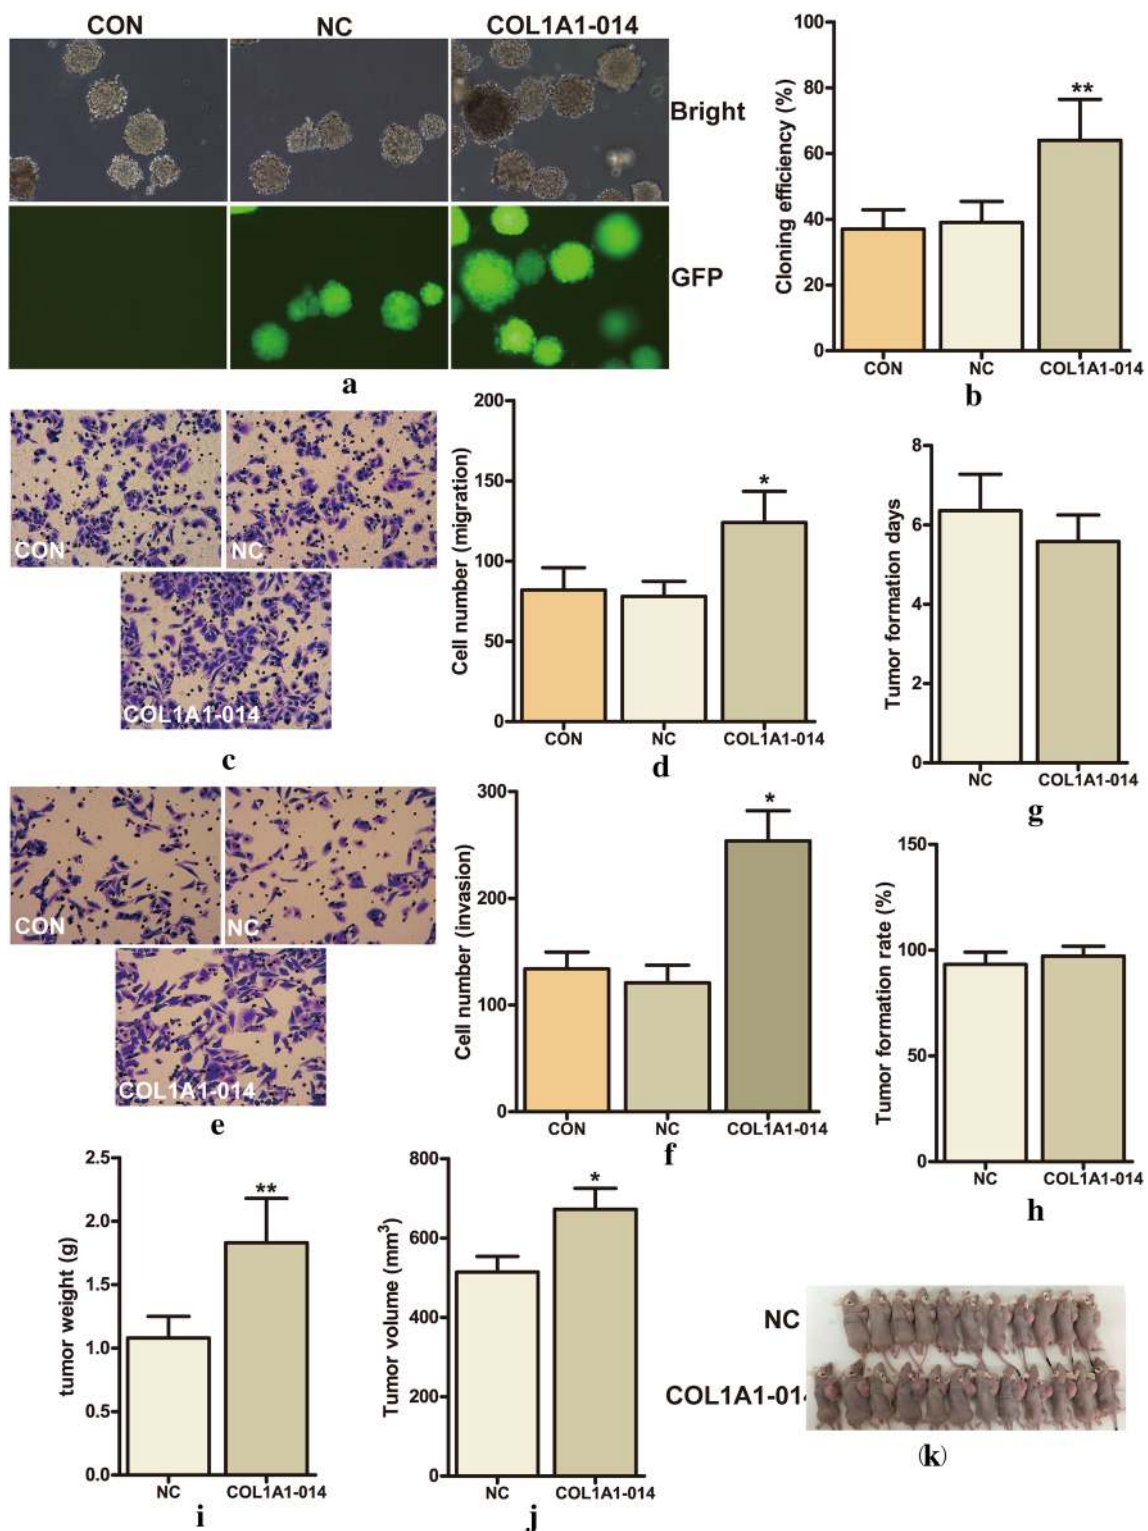 CON NC COL1A1-014
Bright
GFP
a
Cloning efficiency (%)
100
80
60
40
20
0
**
CON NC COL1A1-014
b
CON
NC
COL1A1-014
c
Cell number (migration)
200
150
100
50
0
*
CON NC COL1A1-014
d
Tumor formation days
8
6
4
2
0
NC COL1A1-014
g
CON
NC
COL1A1-014
e
Cell number (invasion)
300
200
100
0
*
CON NC COL1A1-014
f
Tumor formation rate (%)
150
100
50
0
NC COL1A1-014
h
tumor weight (g)
2.5
2.0
1.5
1.0
0.5
0.0
**
NC COL1A1-014
i
Tumor volume (mm³)
800
600
400
200
0
*
NC COL1A1-014
j
NC
COL1A1-01
(k)